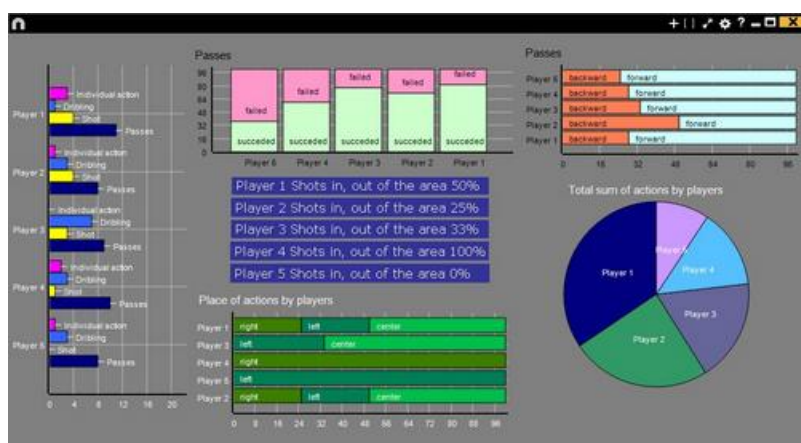 + [ ] ? X
Player 1
Individual action
Dribling
Shot
Passes
Player 2
Individual action
Dribling
Shot
Passes
Player 3
Individual action
Dribling
Shot
Passes
Player 4
Individual action
Dribling
Shot
Passes
Player 5
Individual action
Dribling
Shot
Passes
0 4 8 12 16 20
Passes
96
80
64
48
32
16
0
failed failed failed failed failed
succeded succeded succeded succeded succeded
Player 5 Player 4 Player 3 Player 2 Player 1
Player 1 Shots in, out of the area 50%
Player 2 Shots in, out of the area 25%
Player 3 Shots in, out of the area 33%
Player 4 Shots in, out of the area 100%
Player 5 Shots in, out of the area 0%
Place of actions by players
Player 1 right left center
Player 3 left center
Player 4 right
Player 5 left
Player 2 right left center
0 8 16 24 32 40 48 56 64 72 80 88 96
Passes
Player 5 backward forward
Player 4 backward forward
Player 3 backward forward
Player 2 backward forward
Player 1 backward forward
0 16 32 48 64 80 96
Total sum of actions by players
Player 5
Player 4
Player 1
Player 3
Player 2